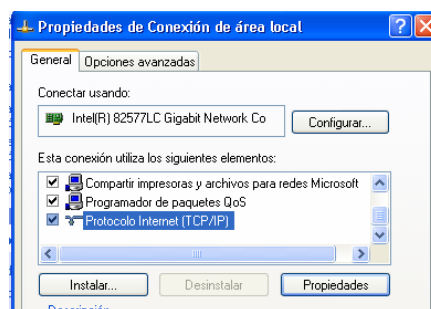 Propiedades de Conexión de área local
General Opciones avanzadas
Conectar usando:
Intel(R) 82577LC Gigabit Network Co Configurar...
Esta conexión utiliza los siguientes elementos:
Compartir impresoras y archivos para redes Microsoft
Programador de paquetes QoS
Protocolo Internet (TCP/IP)
Instalar... Desinstalar Propiedades
Descripción